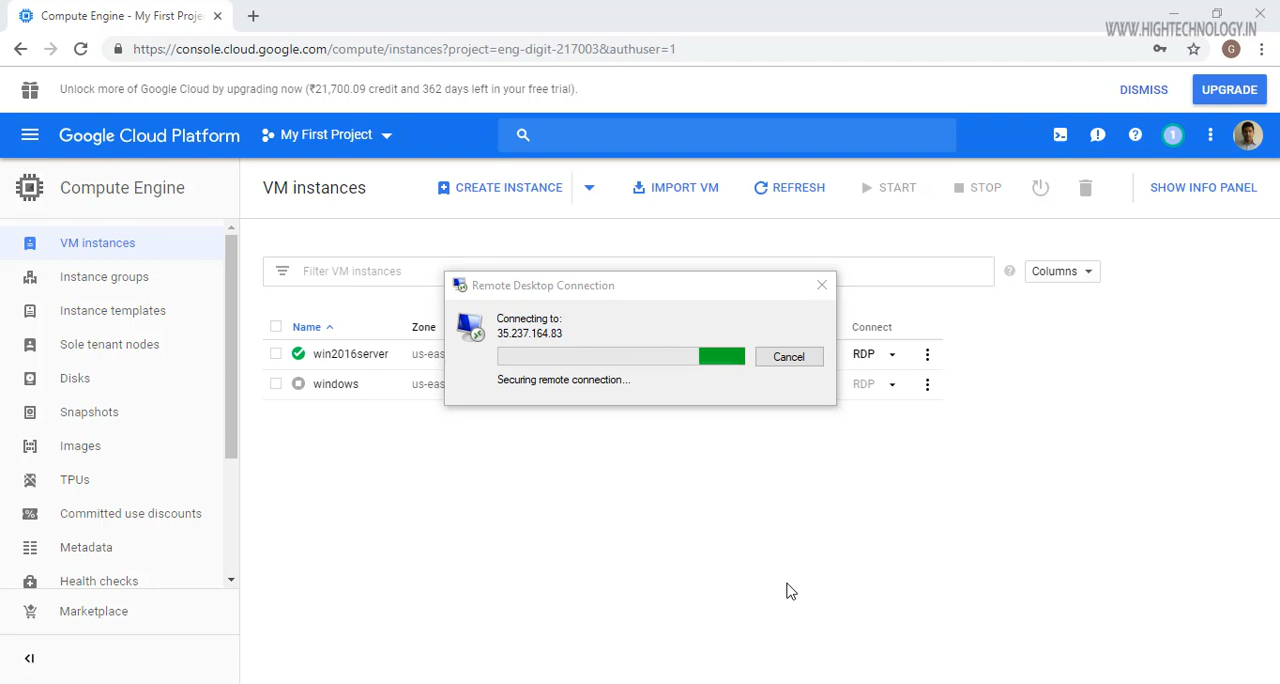 Compute Engine - My First Proje
WWW.HIGHTECHNOLOGY.IN
https://console.cloud.google.com/compute/instances?project=eng-digit-217003&authuser=1
G
Unlock more of Google Cloud by upgrading now (₹21,700.09 credit and 362 days left in your free trial).
DISMISS
UPGRADE
Google Cloud Platform
My First Project
1
Compute Engine
VM instances
CREATE INSTANCE
IMPORT VM
REFRESH
START
STOP
SHOW INFO PANEL
VM instances
Instance groups
Instance templates
Sole tenant nodes
Disks
Snapshots
Images
TPUs
Committed use discounts
Metadata
Health checks
Marketplace
Filter VM instances
Columns
Name
Zone
Connect
win2016server
us-eas
RDP
windows
us-eas
RDP
Remote Desktop Connection
Connecting to:
35.237.164.83
Cancel
Securing remote connection...